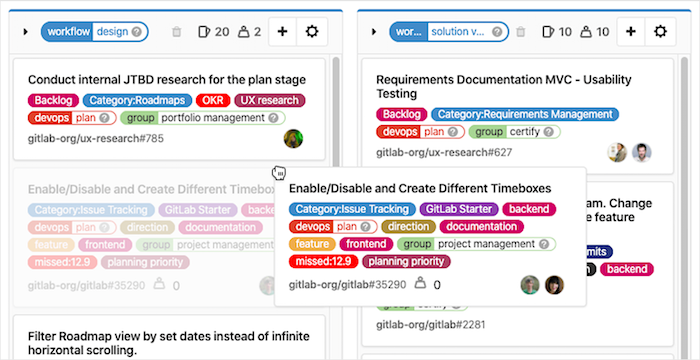 workflow design 20 2
Conduct internal JTBD research for the plan stage
Backlog Category:Roadmaps OKR UX research
devops plan group portfolio management
gitlab-org/ux-research#785
Enable/Disable and Create Different Timebox
Category:Issue Tracking GitLab Starter backe
devops plan direction documentation
feature frontend group project management
missed:12.9 planning priority
gitlab-org/gitlab#35290 0
Filter Roadmap view by set dates instead of infinite
horizontal scrolling.
wor... solution v... 10 10
Requirements Documentation MVC - Usability
Testing
Backlog Category:Requirements Management
devops plan group certify
gitlab-org/ux-research#627
Enable/Disable and Create Different Timeboxes
Category:Issue Tracking GitLab Starter backend
devops plan direction documentation
feature frontend group project management
missed:12.9 planning priority
gitlab-org/gitlab#35290 0
am. Change
e feature
mits
backend
gitlab-org/gitlab#2281